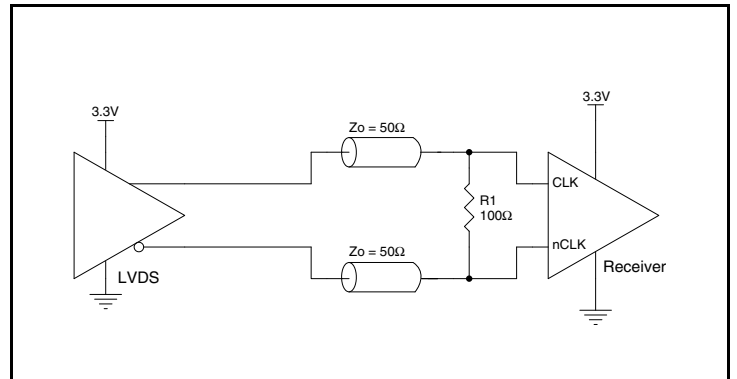 3.3V
3.3V
Zo = 50Ω
CLK
R1
100Ω
nCLK
Zo = 50Ω
LVDS
Receiver